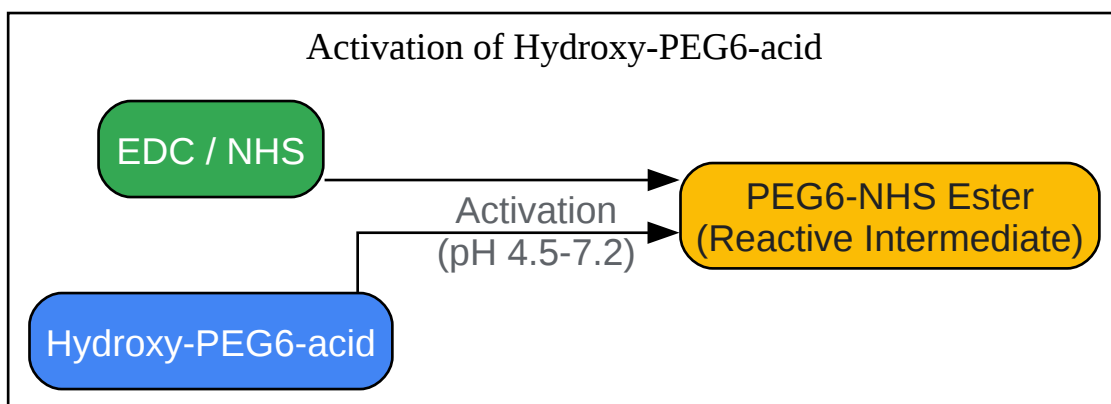 Activation of Hydroxy-PEG6-acid
EDC / NHS
Activation
(pH 4.5-7.2)
PEG6-NHS Ester
(Reactive Intermediate)
Hydroxy-PEG6-acid